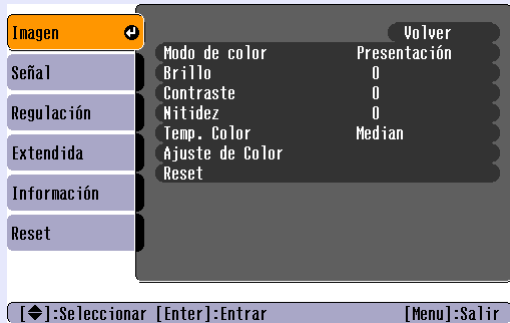 Imagen
Señal
Regulación
Extendida
Información
Reset
Volver
Modo de color Presentación
Brillo 0
Contraste 0
Nitidez 0
Temp. Color Median
Ajuste de Color
Reset
[◆]:Seleccionar [Enter]:Entrar [Menu]:Salir